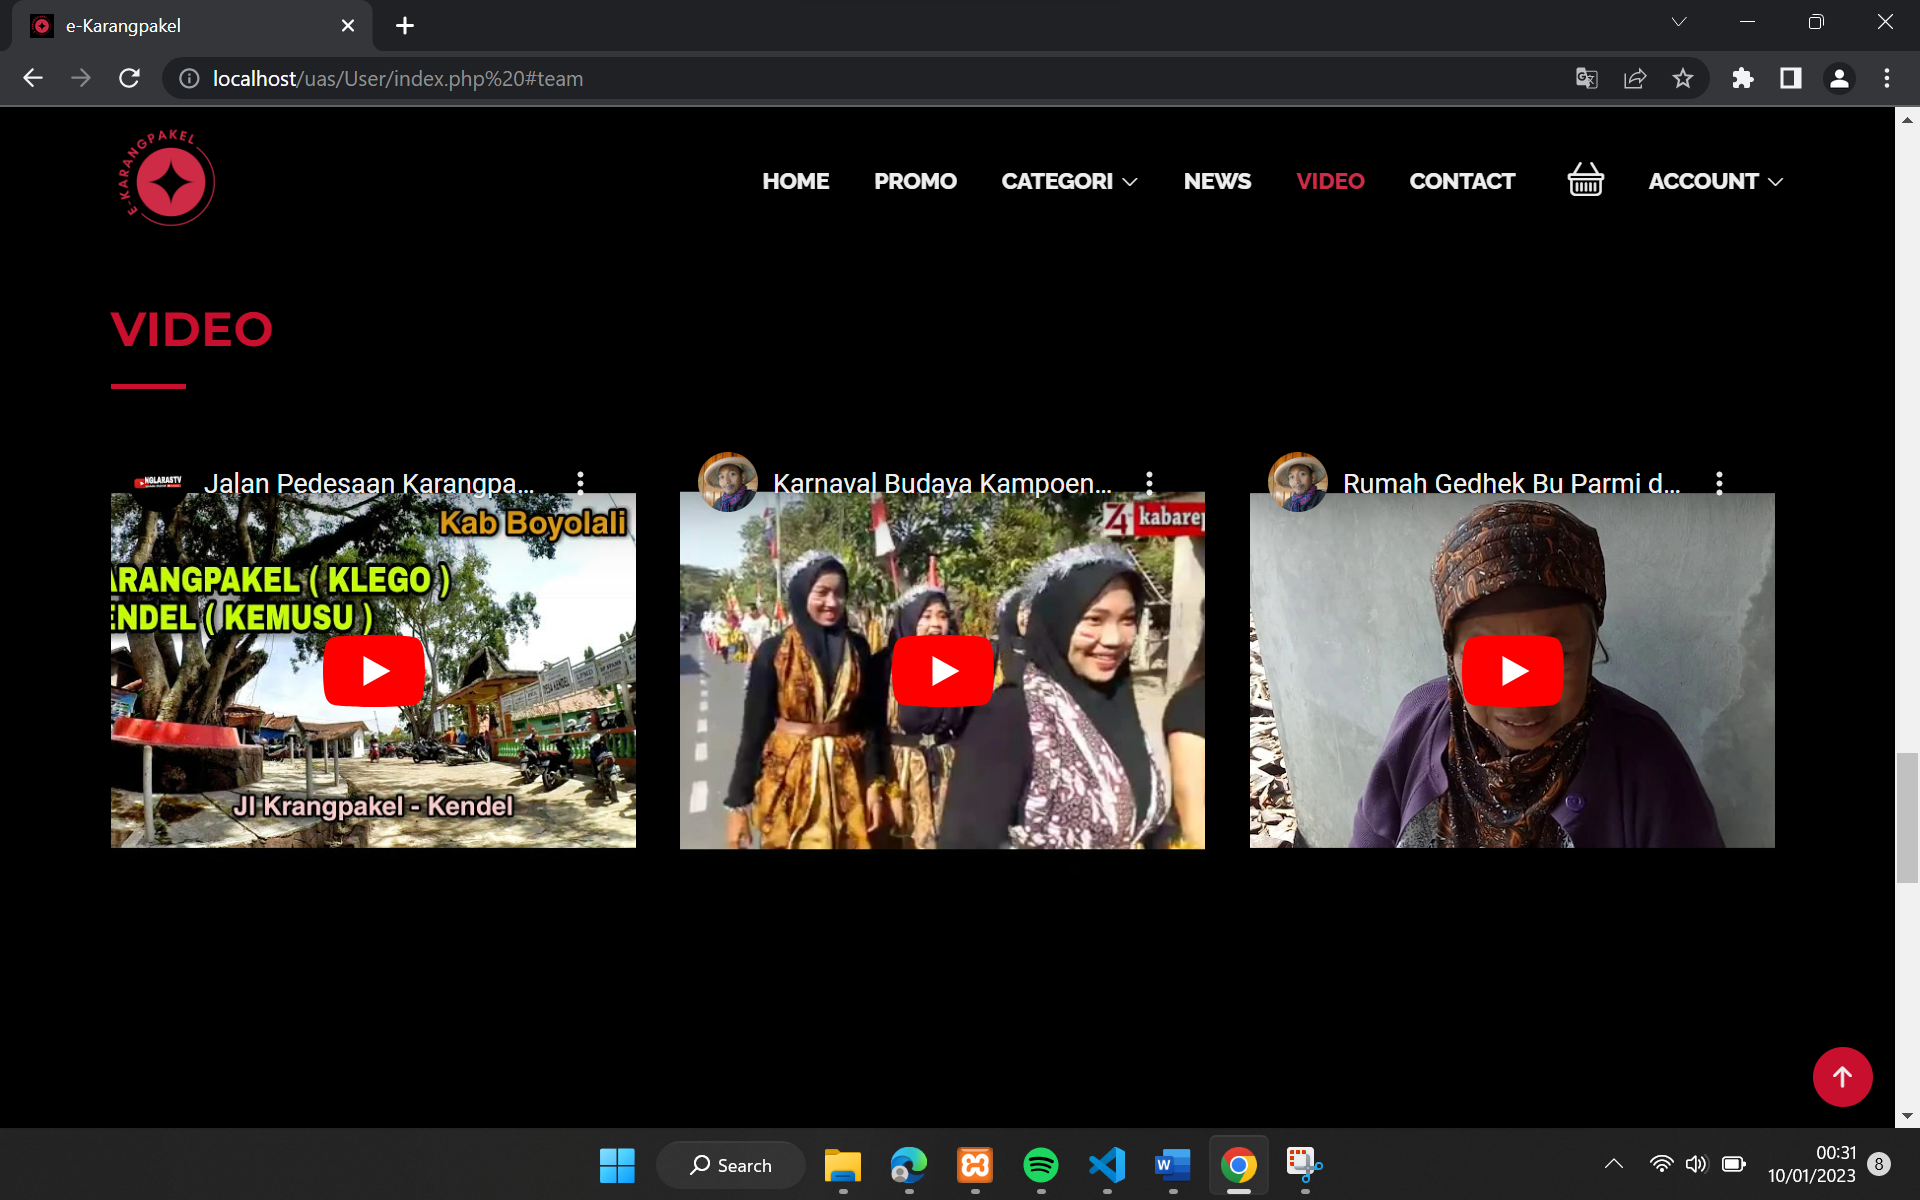 e-Karangpakel
localhost/uas/User/index.php%20#team
E-KARANGPAKEL
HOME PROMO CATEGORI NEWS VIDEO CONTACT ACCOUNT
VIDEO
NGLARASTV
Jalan Pedesaan Karangpa...
Kab Boyolali
ARANGPAKEL ( KLEGO )
ENDEL ( KEMUSU )
Jl Krangpakel - Kendel
Karnaval Budaya Kampoen...
kabarep
Rumah Gedhek Bu Parmi d...
Search
00:31
10/01/2023
8